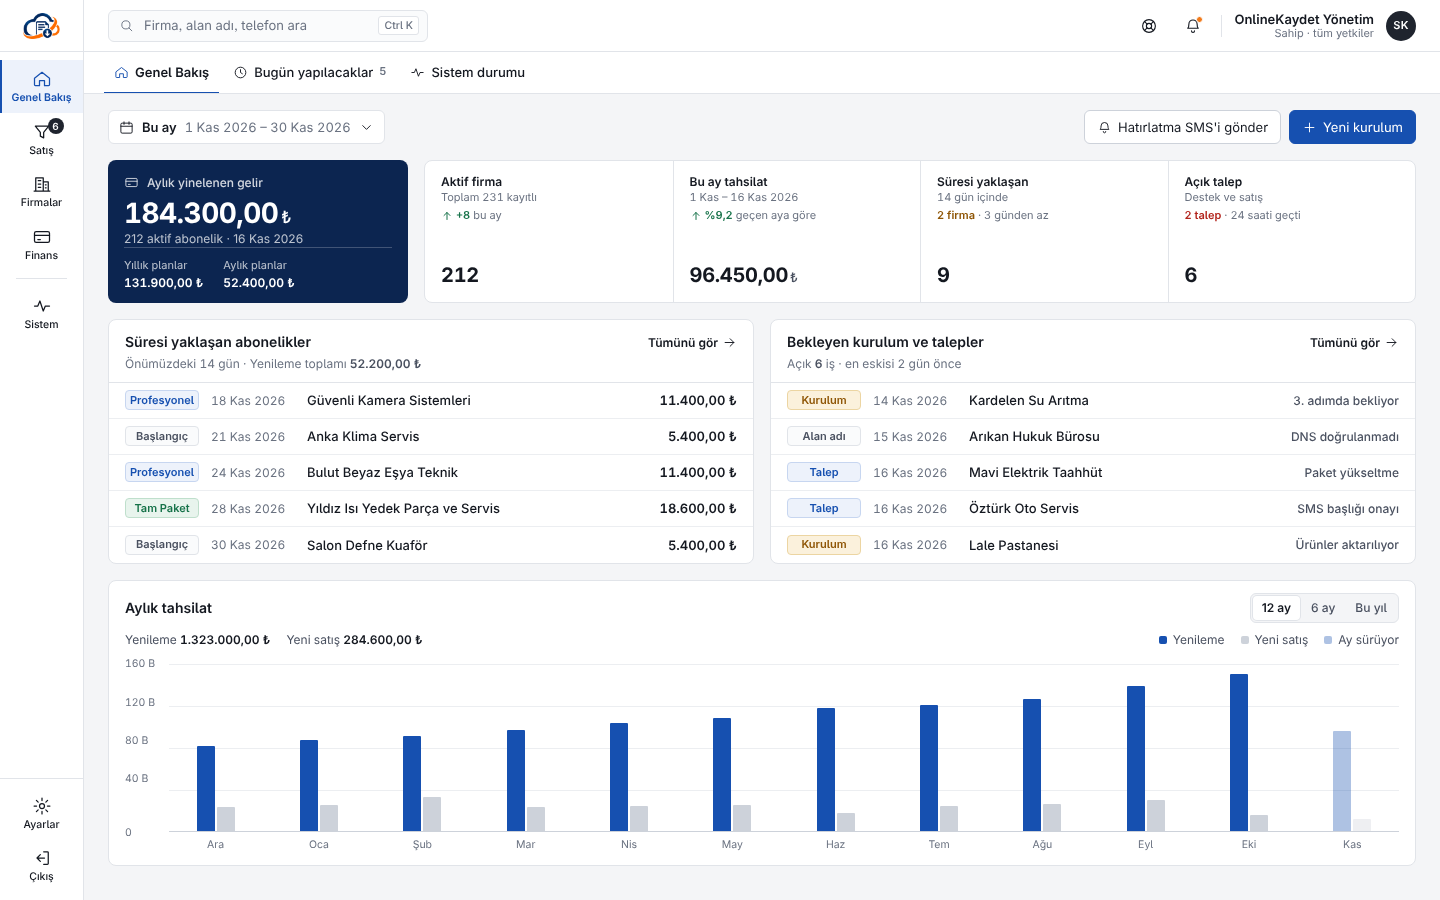 Firma, alan adı, telefon ara
Ctrl K
OnlineKaydet Yönetim
Sahip · tüm yetkiler
SK
Genel Bakış
6
Satış
Firmalar
Finans
Sistem
Ayarlar
Çıkış
Genel Bakış
Bugün yapılacaklar 5
Sistem durumu
Bu ay 1 Kas 2026 – 30 Kas 2026
Hatırlatma SMS'i gönder
Yeni kurulum
Aylık yinelenen gelir
184.300,00 ₺
212 aktif abonelik · 16 Kas 2026
Yıllık planlar
131.900,00 ₺
Aylık planlar
52.400,00 ₺
Aktif firma
Toplam 231 kayıtlı
↑ +8 bu ay
212
Bu ay tahsilat
1 Kas – 16 Kas 2026
↑ %9,2 geçen aya göre
96.450,00 ₺
Süresi yaklaşan
14 gün içinde
2 firma · 3 günden az
9
Açık talep
Destek ve satış
2 talep · 24 saati geçti
6
Süresi yaklaşan abonelikler
Tümünü gör →
Önümüzdeki 14 gün · Yenileme toplamı 52.200,00 ₺
Profesyonel 18 Kas 2026 Güvenli Kamera Sistemleri 11.400,00 ₺
Başlangıç 21 Kas 2026 Anka Klima Servis 5.400,00 ₺
Profesyonel 24 Kas 2026 Bulut Beyaz Eşya Teknik 11.400,00 ₺
Tam Paket 28 Kas 2026 Yıldız Isı Yedek Parça ve Servis 18.600,00 ₺
Başlangıç 30 Kas 2026 Salon Defne Kuaför 5.400,00 ₺
Bekleyen kurulum ve talepler
Tümünü gör →
Açık 6 iş · en eskisi 2 gün önce
Kurulum 14 Kas 2026 Kardelen Su Arıtma 3. adımda bekliyor
Alan adı 15 Kas 2026 Arıkan Hukuk Bürosu DNS doğrulanmadı
Talep 16 Kas 2026 Mavi Elektrik Taahhüt Paket yükseltme
Talep 16 Kas 2026 Öztürk Oto Servis SMS başlığı onayı
Kurulum 16 Kas 2026 Lale Pastanesi Ürünler aktarılıyor
Aylık tahsilat
12 ay 6 ay Bu yıl
Yenileme 1.323.000,00 ₺ Yeni satış 284.600,00 ₺
Yenileme Yeni satış Ay sürüyor
160 B
120 B
80 B
40 B
0
Ara Oca Şub Mar Nis May Haz Tem Ağu Eyl Eki Kas